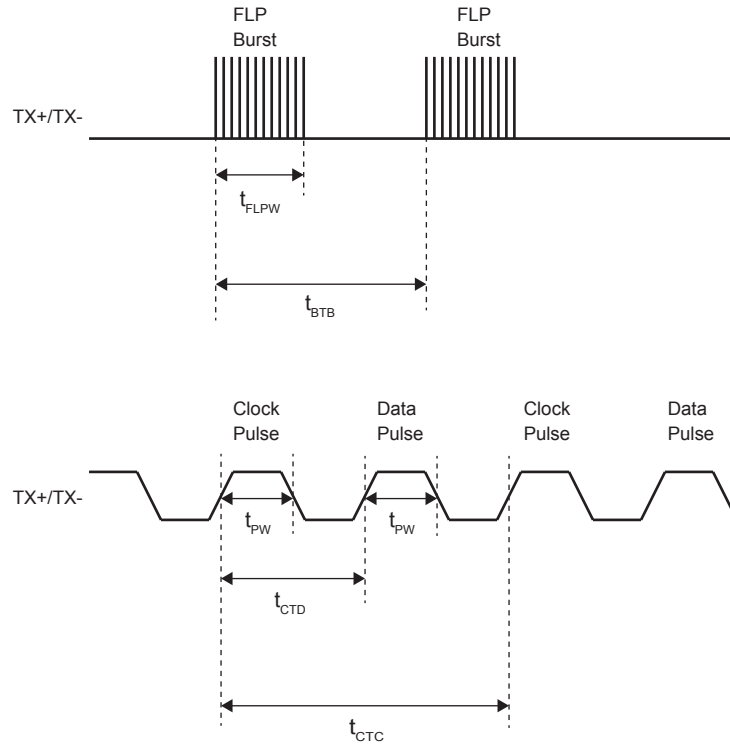 FLP
Burst
FLP
Burst
TX+/TX-
tFLPW
tBTB
Clock
Pulse
Data
Pulse
Clock
Pulse
Data
Pulse
TX+/TX-
tPW
tPW
tCTD
tCTC